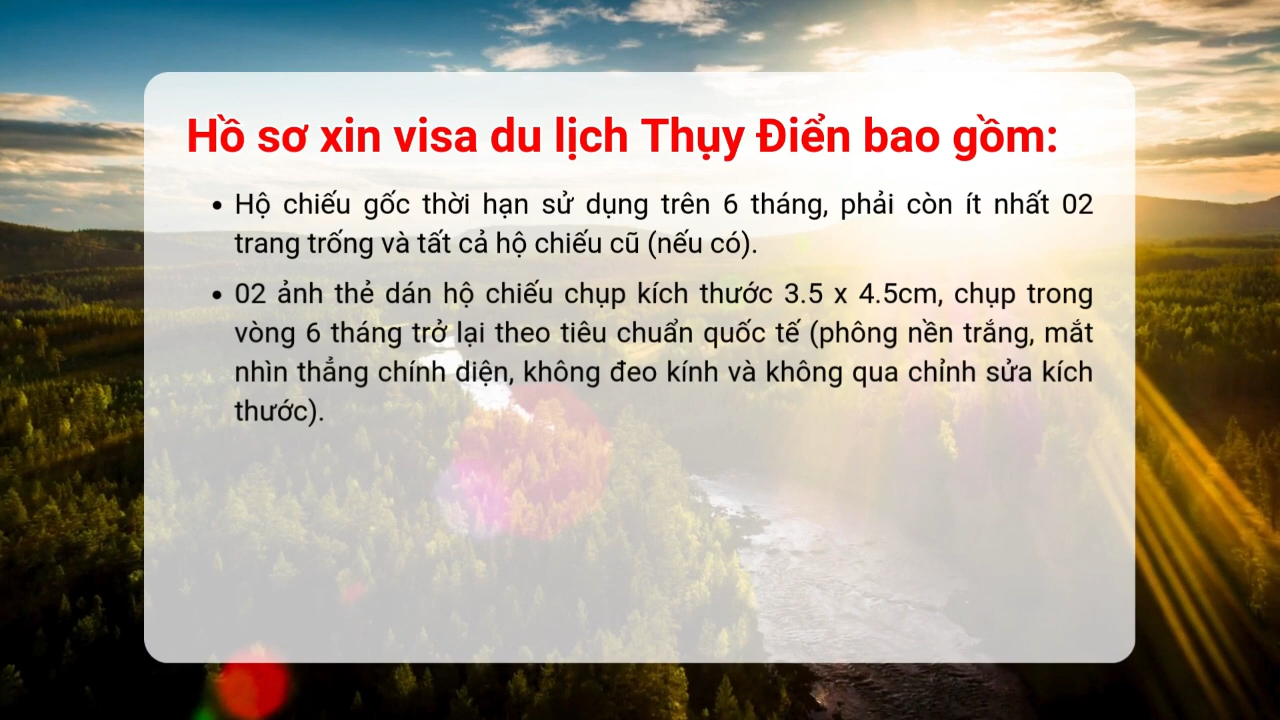 Hồ sơ xin visa du lịch Thụy Điển bao gồm:
• Hộ chiếu gốc thời hạn sử dụng trên 6 tháng, phải còn ít nhất 02
trang trống và tất cả hộ chiếu cũ (nếu có).
• 02 ảnh thẻ dán hộ chiếu chụp kích thước 3.5 x 4.5cm, chụp trong
vòng 6 tháng trở lại theo tiêu chuẩn quốc tế (phông nền trắng, mắt
nhìn thẳng chính diện, không đeo kính và không qua chỉnh sửa kích
thước).